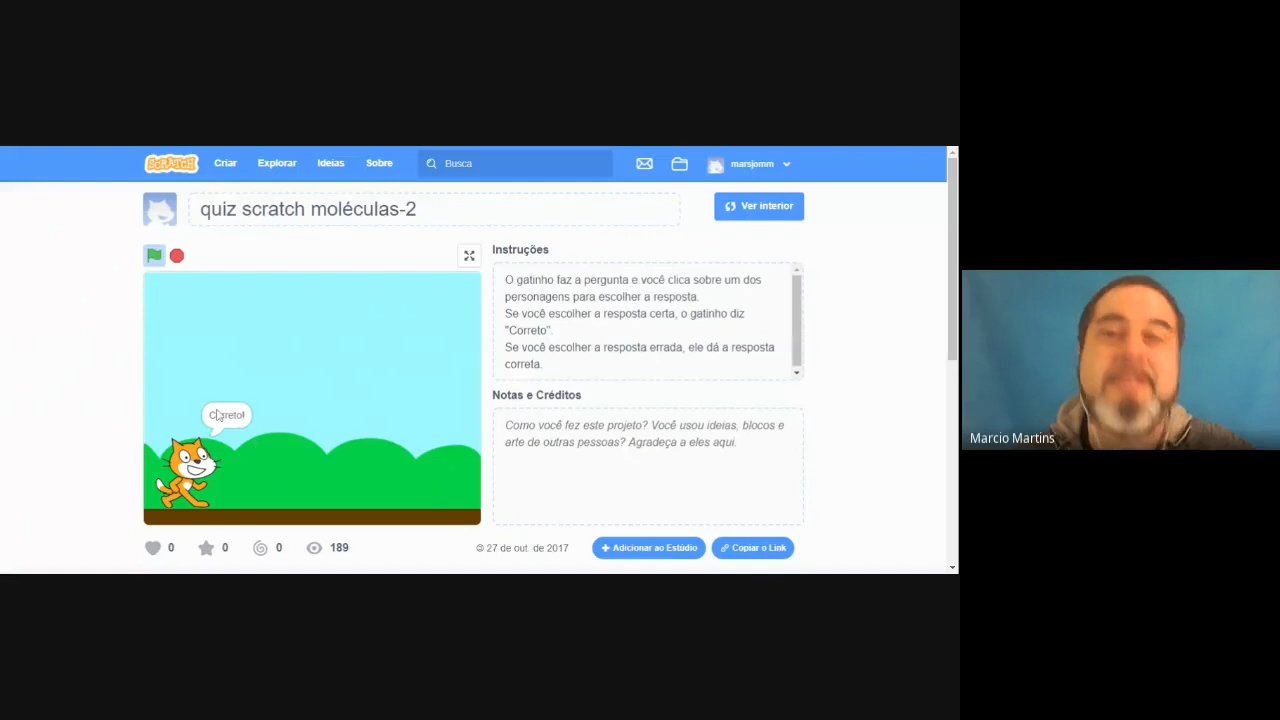 SCRATCH Criar Explorar Ideias Sobre Busca marsjomm
quiz scratch moléculas-2
Ver interior
Instruções
O gatinho faz a pergunta e você clica sobre um dos
personagens para escolher a resposta.
Se você escolher a resposta certa, o gatinho diz
"Correto".
Se você escolher a resposta errada, ele dá a resposta
correta.
Correto!
Notas e Créditos
Como você fez este projeto? Você usou ideias, blocos e
arte de outras pessoas? Agradeça a eles aqui.
0 0 0 189
© 27 de out. de 2017
Adicionar ao Estúdio
Copiar o Link
Marcio Martins